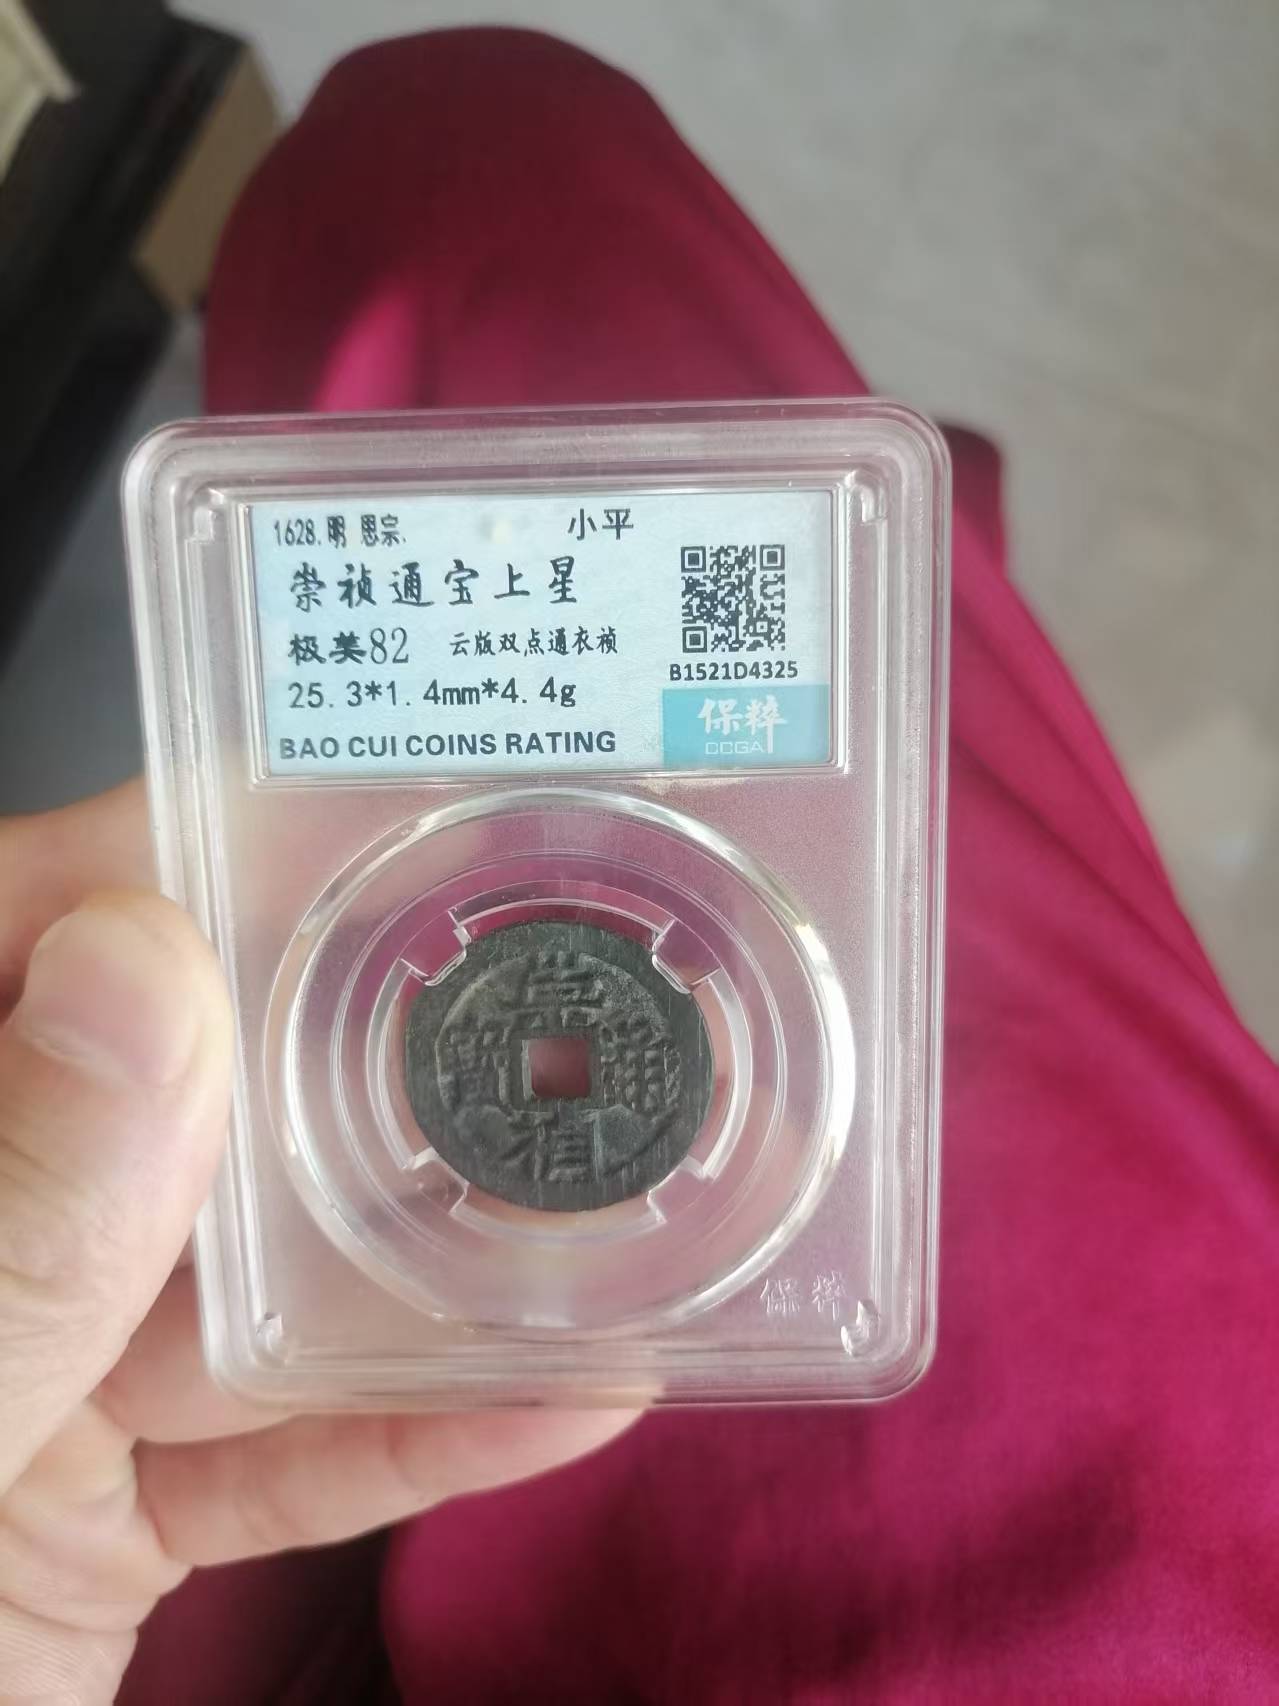 1628.明 思宗.
小平
崇祯通宝上星
极美82 云版双点通衣祯
25.3*1.4mm*4.4g
B1521D4325
BAO CUI COINS RATING
保粹
CCGA
崇
寶 通
禎
保粹